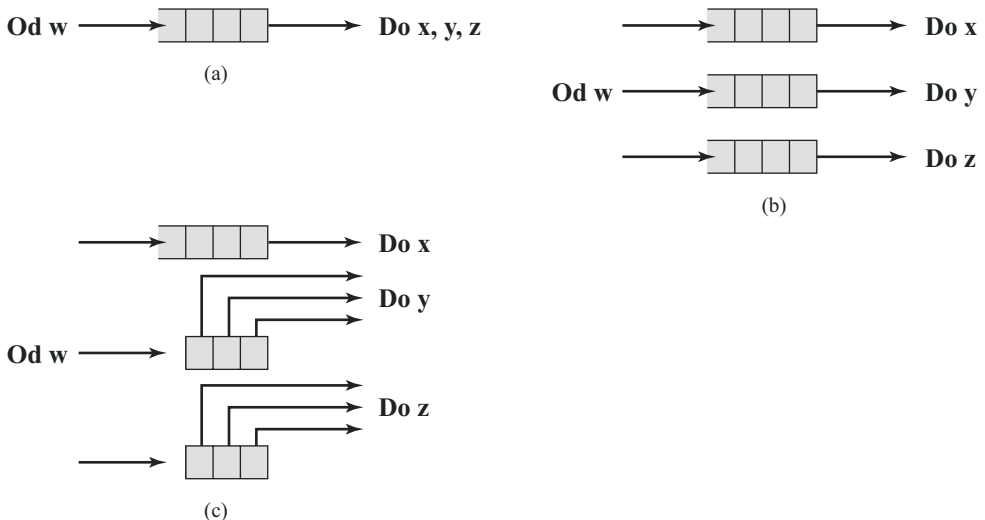 Od w
Do x, y, z
(a)
Do x
Od w
Do y
Do z
(b)
Do x
Do y
Od w
Do z
(c)